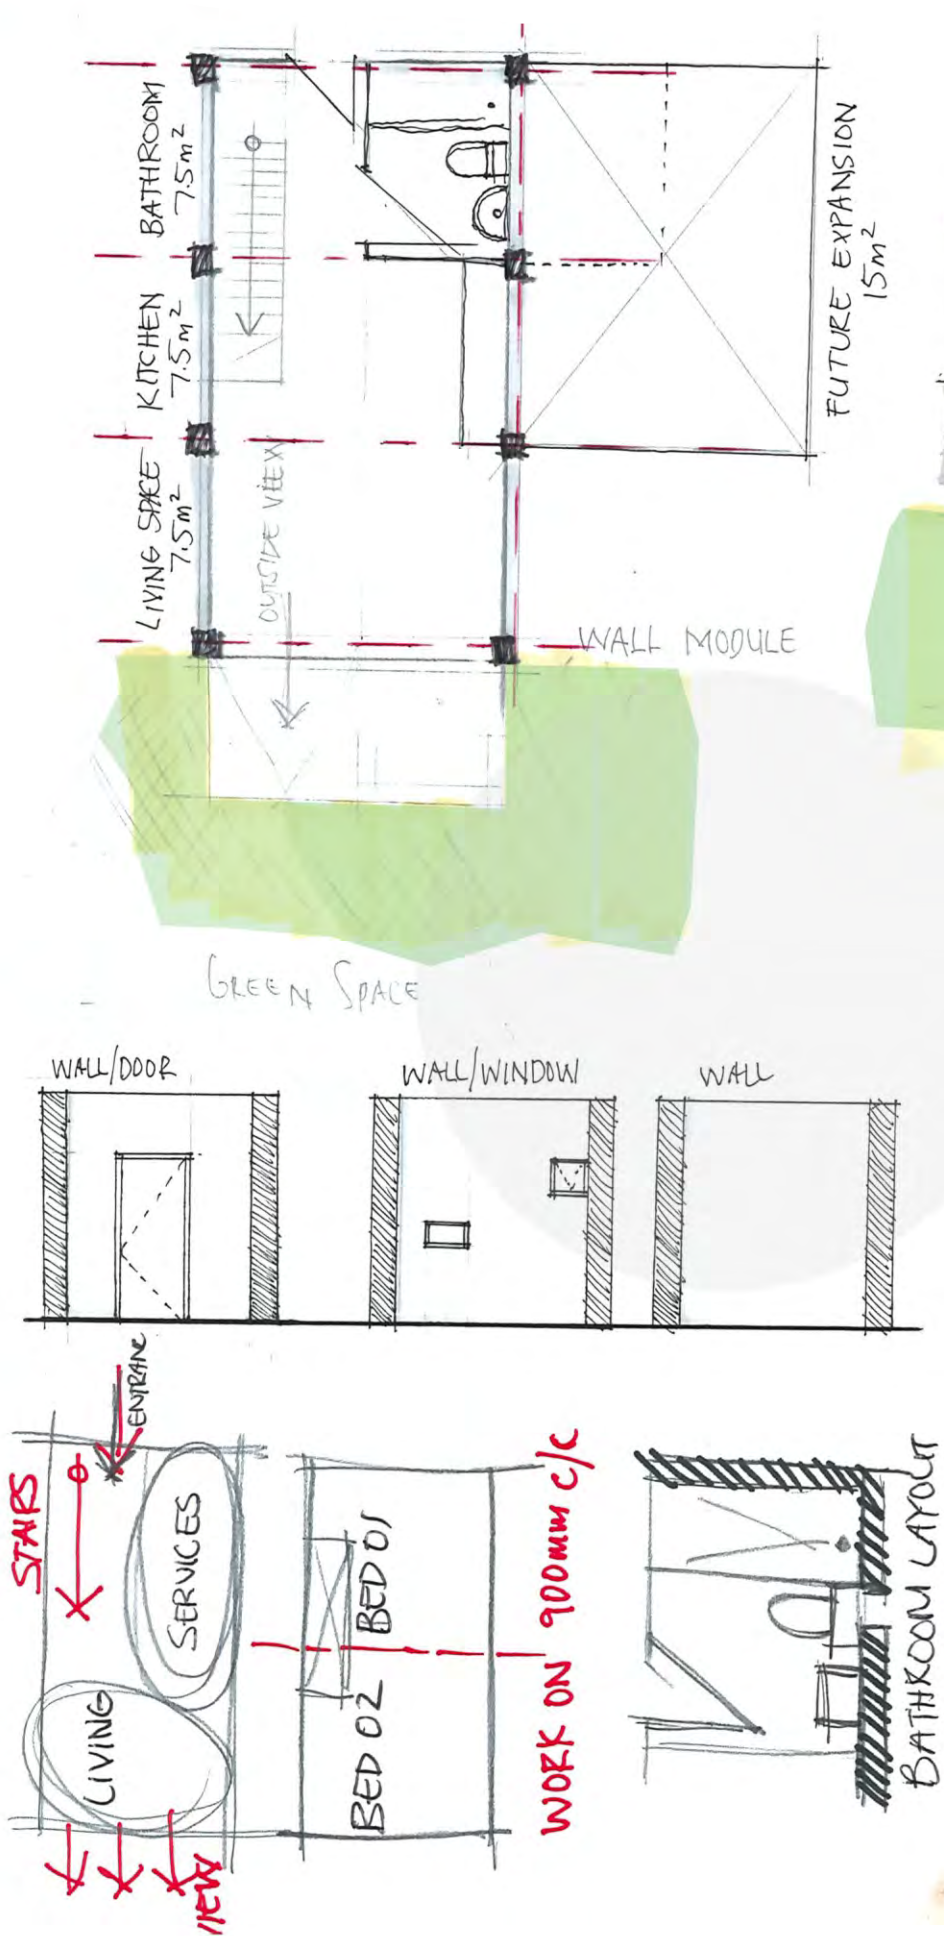 BATHROOM
7.5m²
KITCHEN
7.5m²
LIVING SPACE
7.5m²
OUTSIDE VIEW
FUTURE EXPANSION
15m²
WALL MODULE
GREEN SPACE
WALL/DOOR
WALL/WINDOW
WALL
STAIRS
ENTRANC
SERVICES
LIVING
VIEW
BED 02
BED 01
WORK ON 900mm c/c
BATHROOM LAYOUT